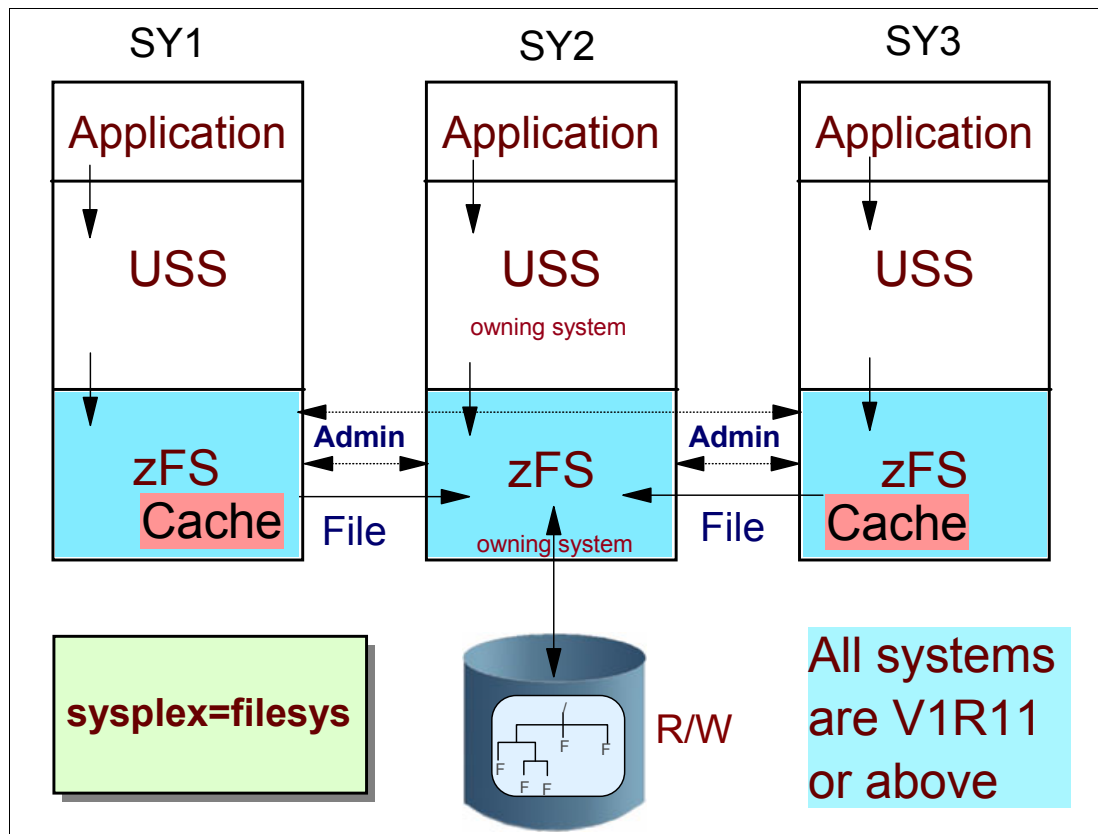 SY1
SY2
SY3
Application
Application
Application
USS
USS
USS
owning system
Admin
Admin
zFS
zFS
zFS
Cache
Cache
File
File
owning system
sysplex=filesys
/
F
F
F
F
F
R/W
All systems
are V1R11
or above